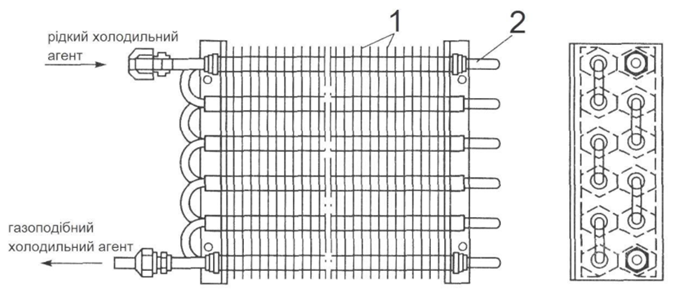 рідкий холодильний
агент
1
2
газоподібний
холодильний агент